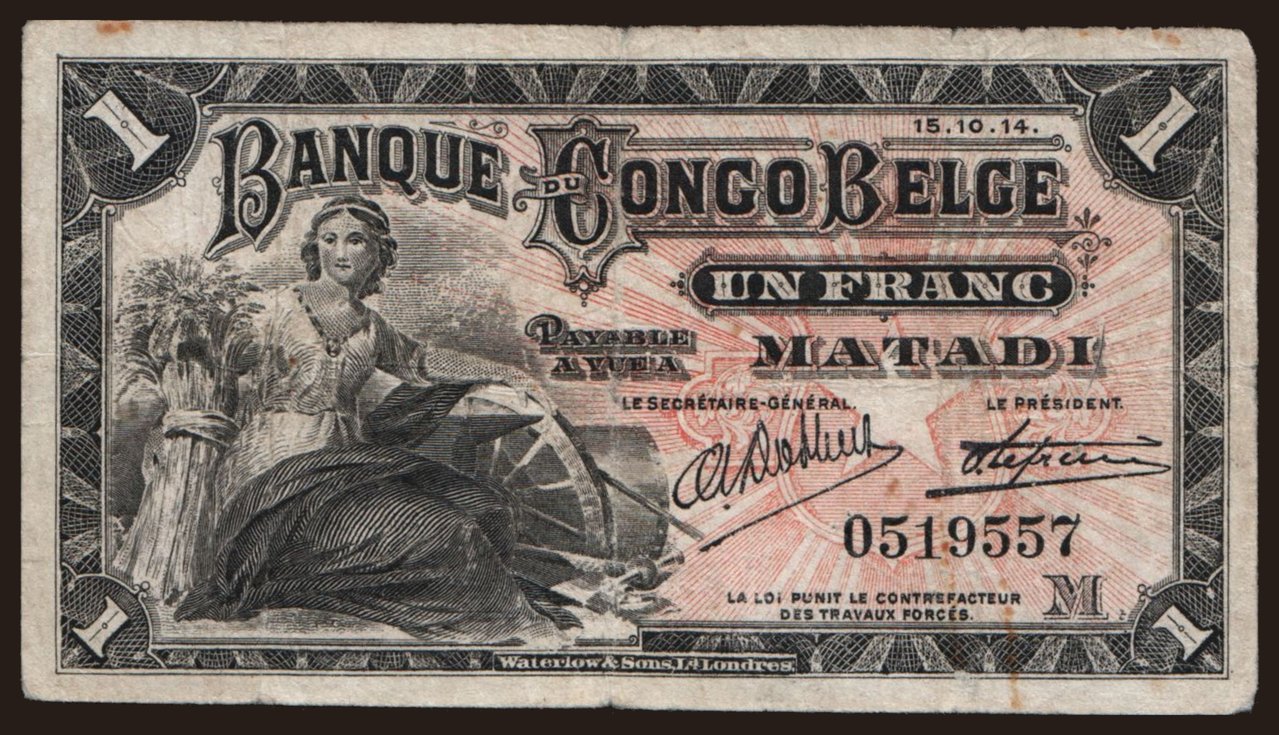 1
1
15.10.14.
BANQUE DU CONGO BELGE
UN FRANC
PAYABLE
A VUE A
MATADI
LE SECRÉTAIRE-GÉNÉRAL.
LE PRÉSIDENT.
0519557
LA LOI PUNIT LE CONTREFACTEUR
DES TRAVAUX FORCÉS.
M
1
1
Waterlow & Sons, Ld Londres.